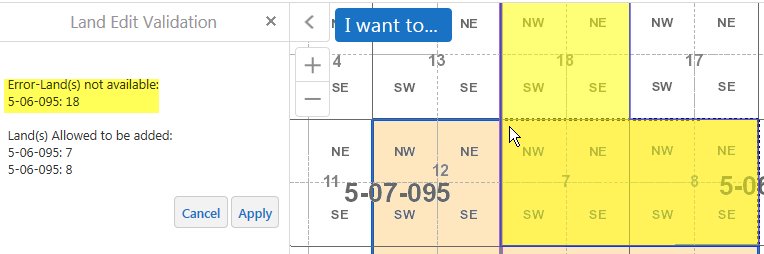 Land Edit Validation ×
Error-Land(s) not available:
5-06-095: 18
Land(s) Allowed to be added:
5-06-095: 7
5-06-095: 8
Cancel Apply
I want to...
NE NW NE NW NE
4 13 18 17
SE SW SE SW SE SW SE
NE NW NE NW NE NW NE
11 12 7 8
5-07-095 5-06
SE SW SE SW SE SW SE